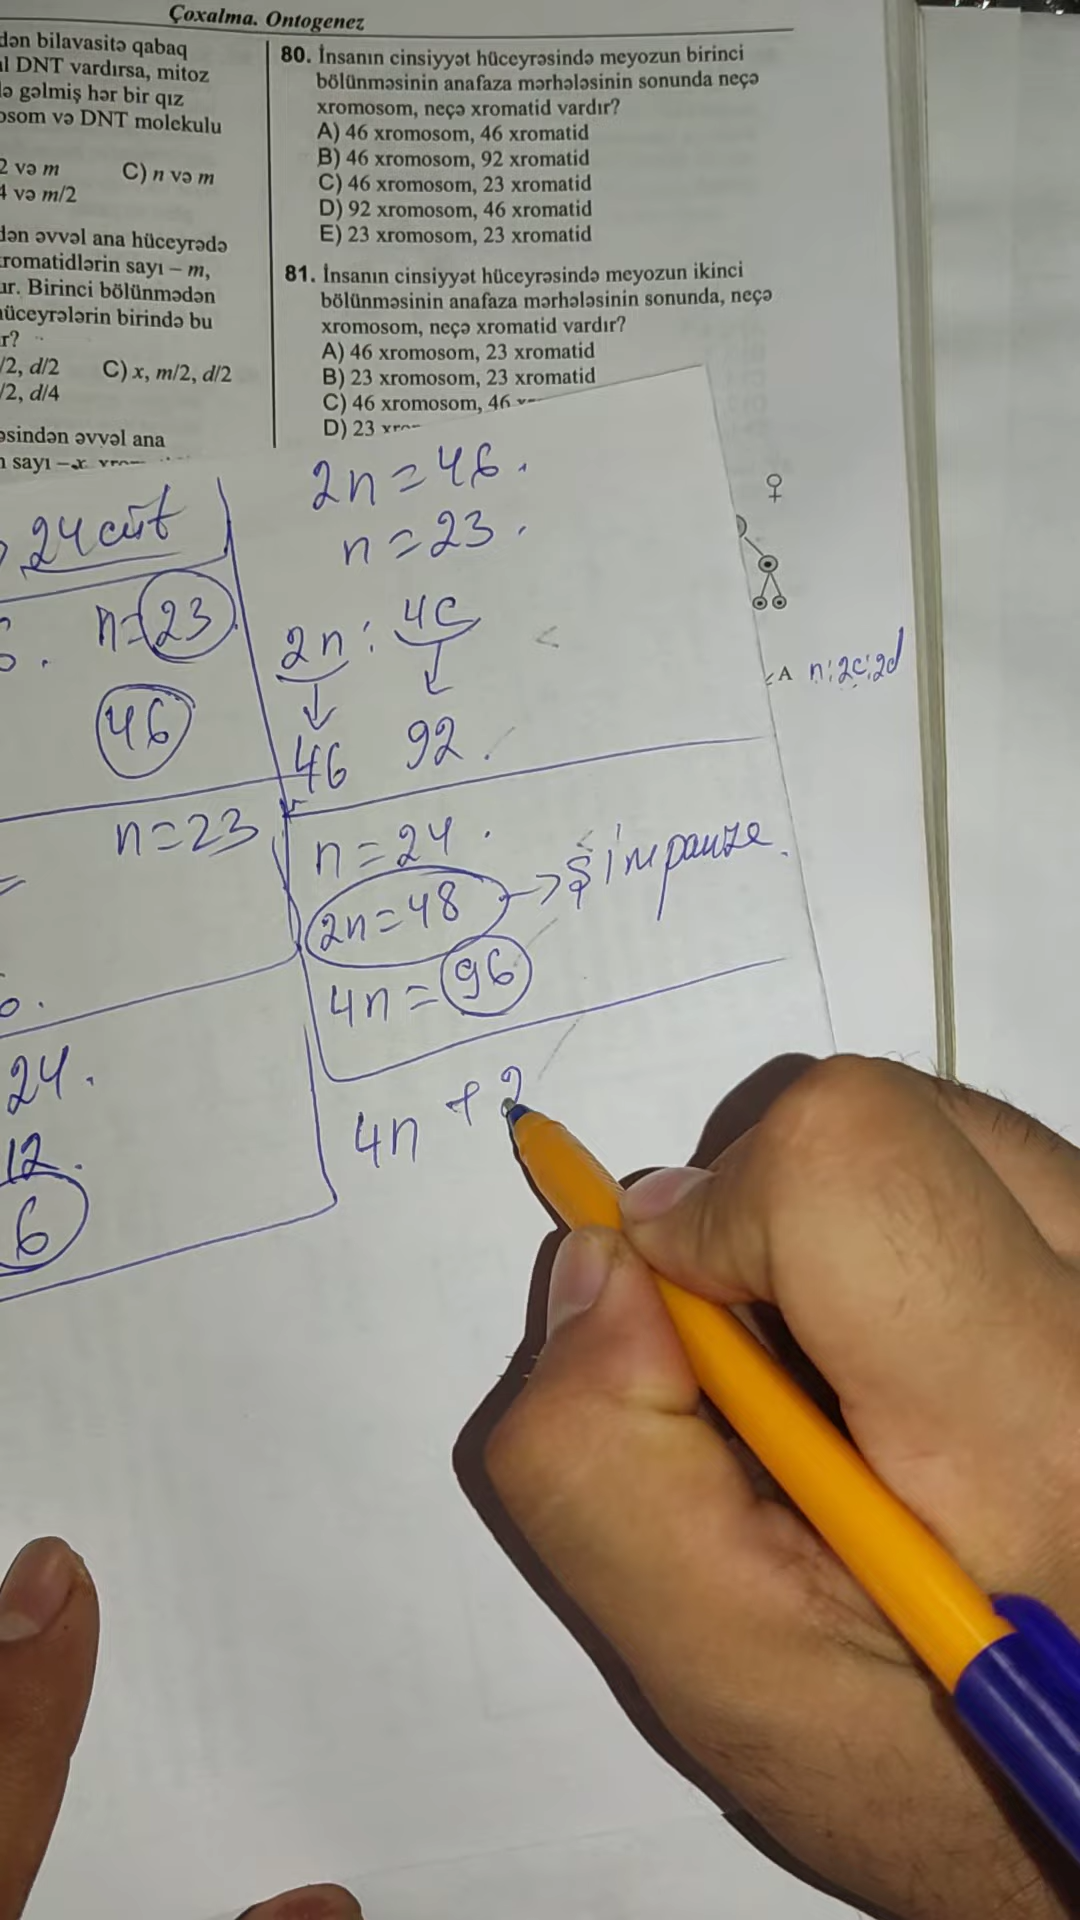 Çoxalma. Ontogenez
dən bilavasitə qabaq
l DNT vardırsa, mitoz
gəlmiş hər bir qız
və DNT molekulu
2 və m C) n və m
4 və m/2
dən əvvəl ana hüceyrədə
romatidlərin sayı – m,
Birinci bölünmədən
üceyrələrin birində bu
r?
/2, d/2 C) x, m/2, d/2
/2, d/4
əsindən əvvəl ana
sayı – x
80. İnsanın cinsiyyət hüceyrəsində meyozun birinci
bölünməsinin anafaza mərhələsinin sonunda neçə
xromosom, neçə xromatid vardır?
A) 46 xromosom, 46 xromatid
B) 46 xromosom, 92 xromatid
C) 46 xromosom, 23 xromatid
D) 92 xromosom, 46 xromatid
E) 23 xromosom, 23 xromatid
81. İnsanın cinsiyyət hüceyrəsində meyozun ikinci
bölünməsinin anafaza mərhələsinin sonunda, neçə
xromosom, neçə xromatid vardır?
A) 46 xromosom, 23 xromatid
B) 23 xromosom, 23 xromatid
C) 46 xromosom, 46
D) 23
♀
A n:2c:2d
24 cüt
n=23
46
n=23
24.
12.
6
2n=46.
n=23.
2n : 4c
46 92.
n=24.
2n=48 → Şimpanze.
4n=96
4n + 2